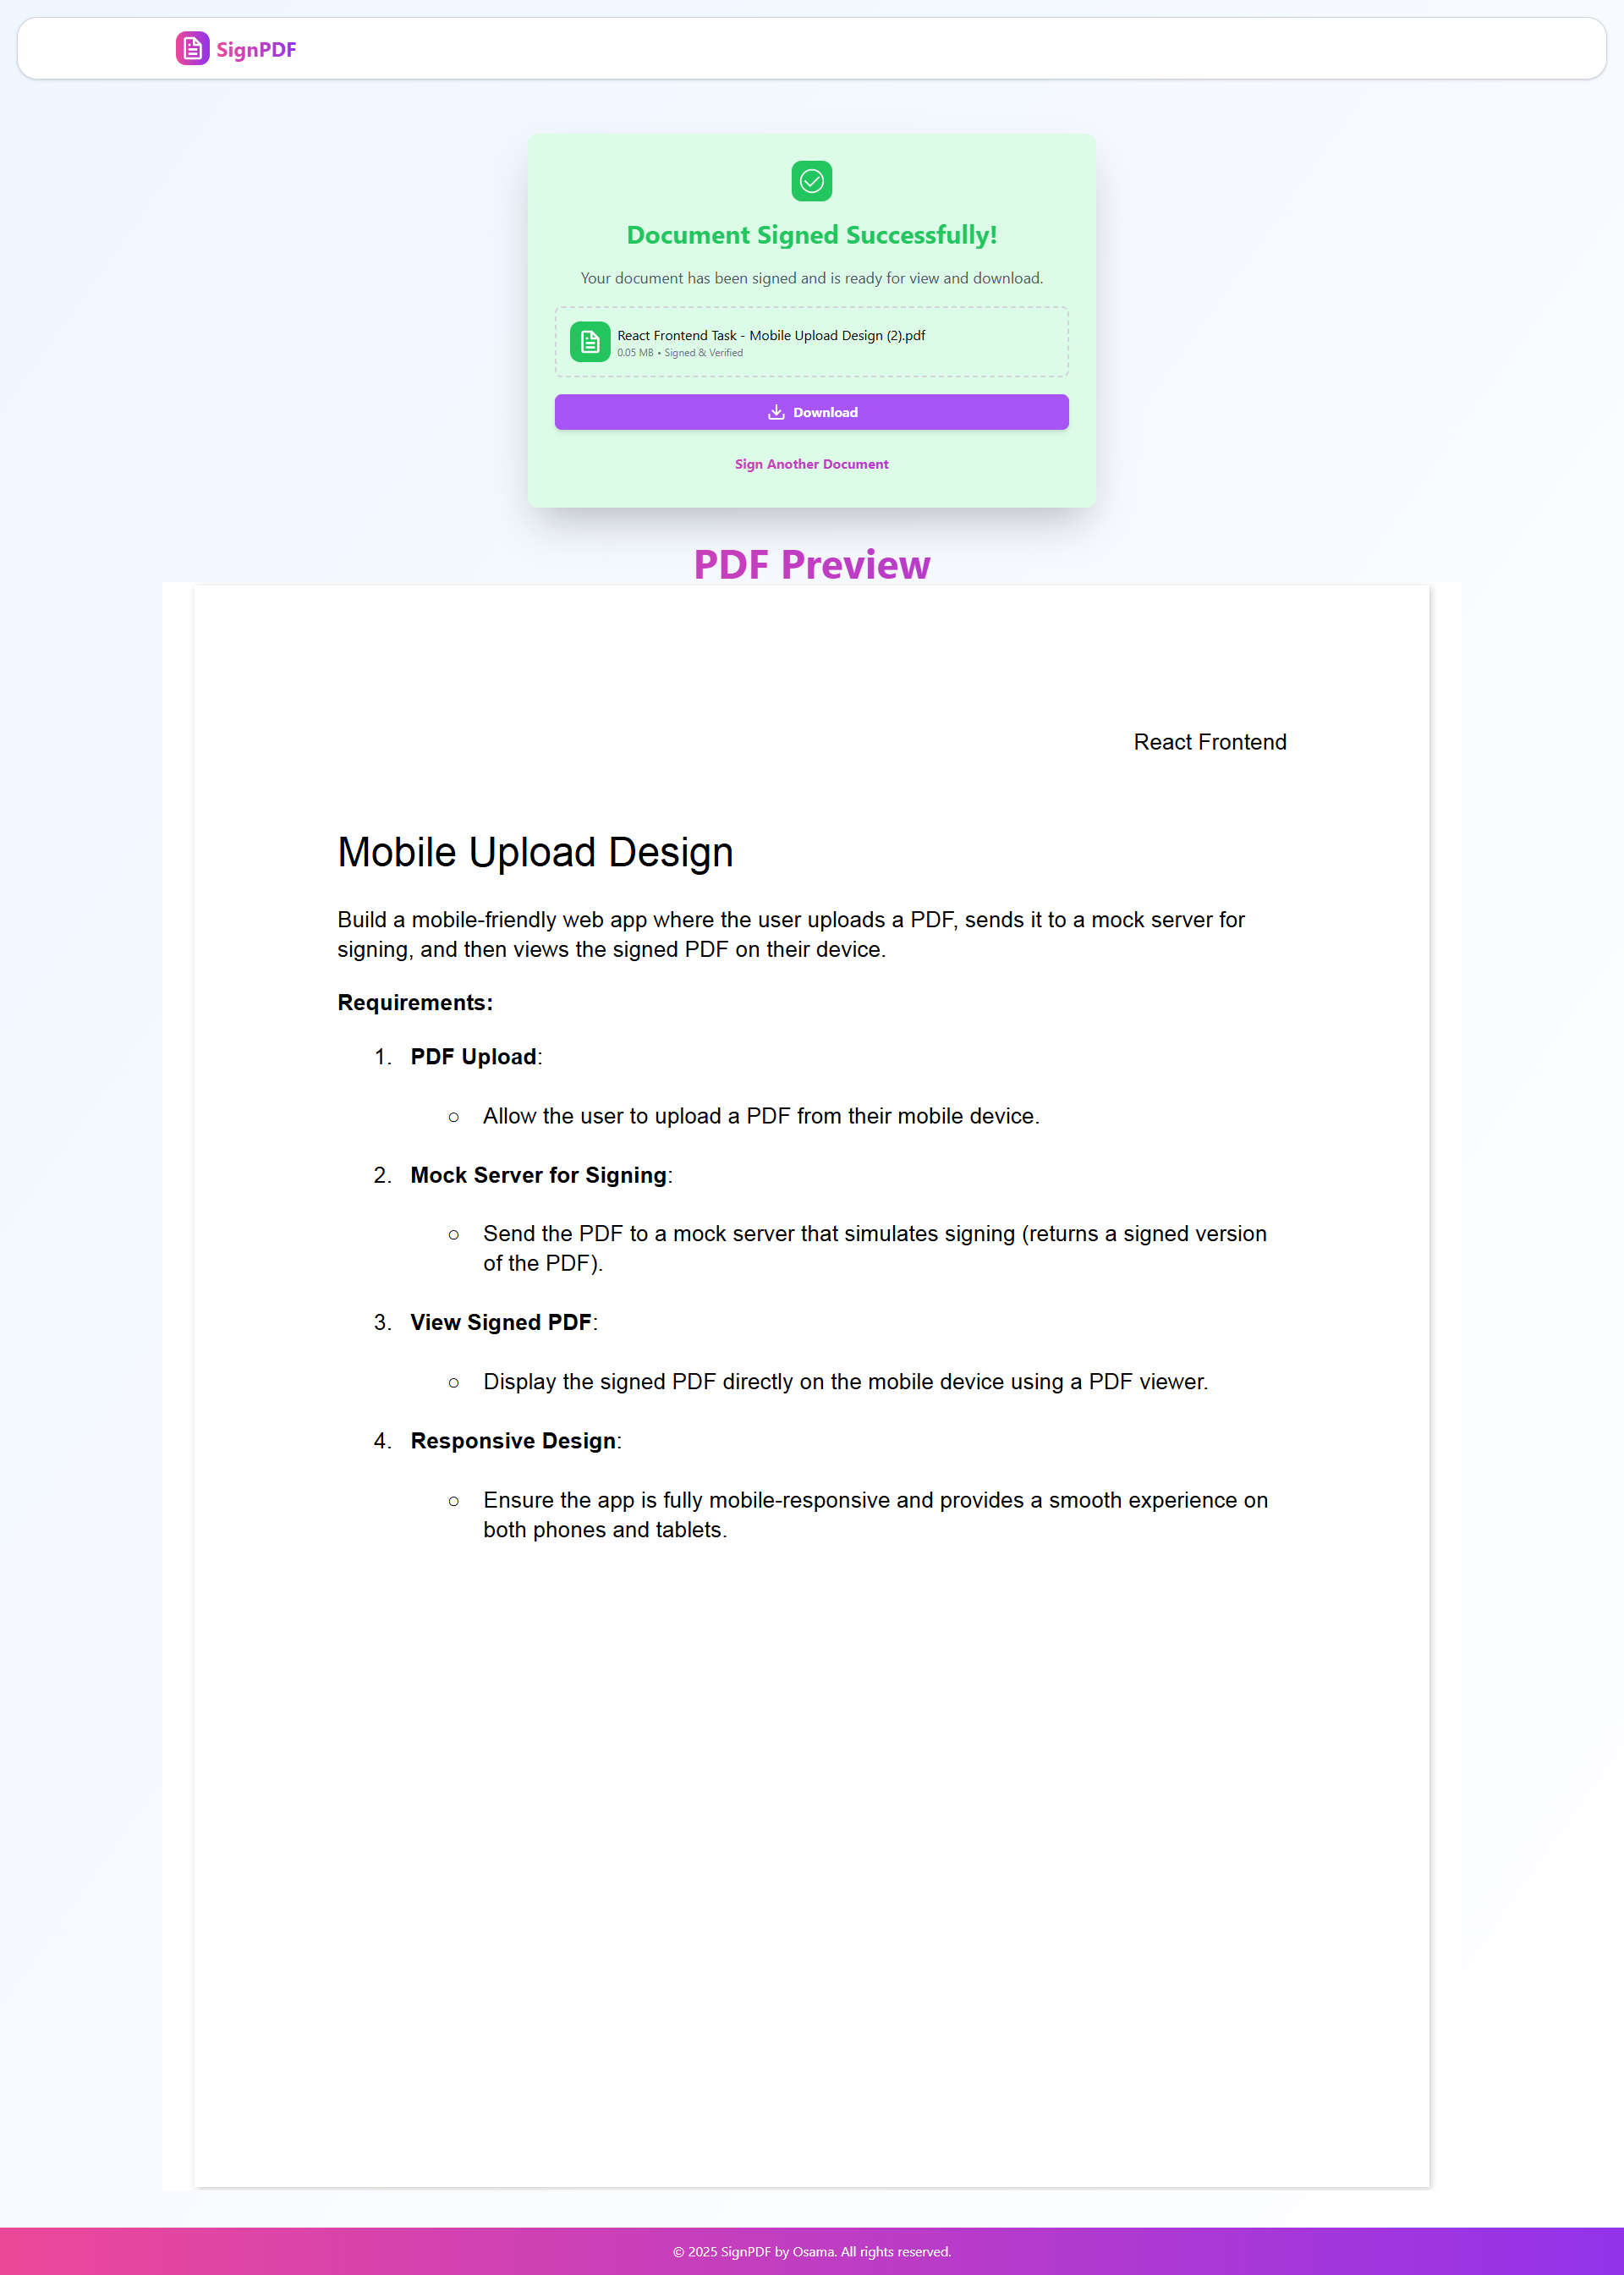 SignPDF
Document Signed Successfully!
Your document has been signed and is ready for view and download.
React Frontend Task - Mobile Upload Design (2).pdf
0.05 MB • Signed & Verified
Download
Sign Another Document
PDF Preview
React Frontend
Mobile Upload Design
Build a mobile-friendly web app where the user uploads a PDF, sends it to a mock server for
signing, and then views the signed PDF on their device.
Requirements:
1. PDF Upload:
○ Allow the user to upload a PDF from their mobile device.
2. Mock Server for Signing:
○ Send the PDF to a mock server that simulates signing (returns a signed version
of the PDF).
3. View Signed PDF:
○ Display the signed PDF directly on the mobile device using a PDF viewer.
4. Responsive Design:
○ Ensure the app is fully mobile-responsive and provides a smooth experience on
both phones and tablets.
© 2025 SignPDF by Osama. All rights reserved.